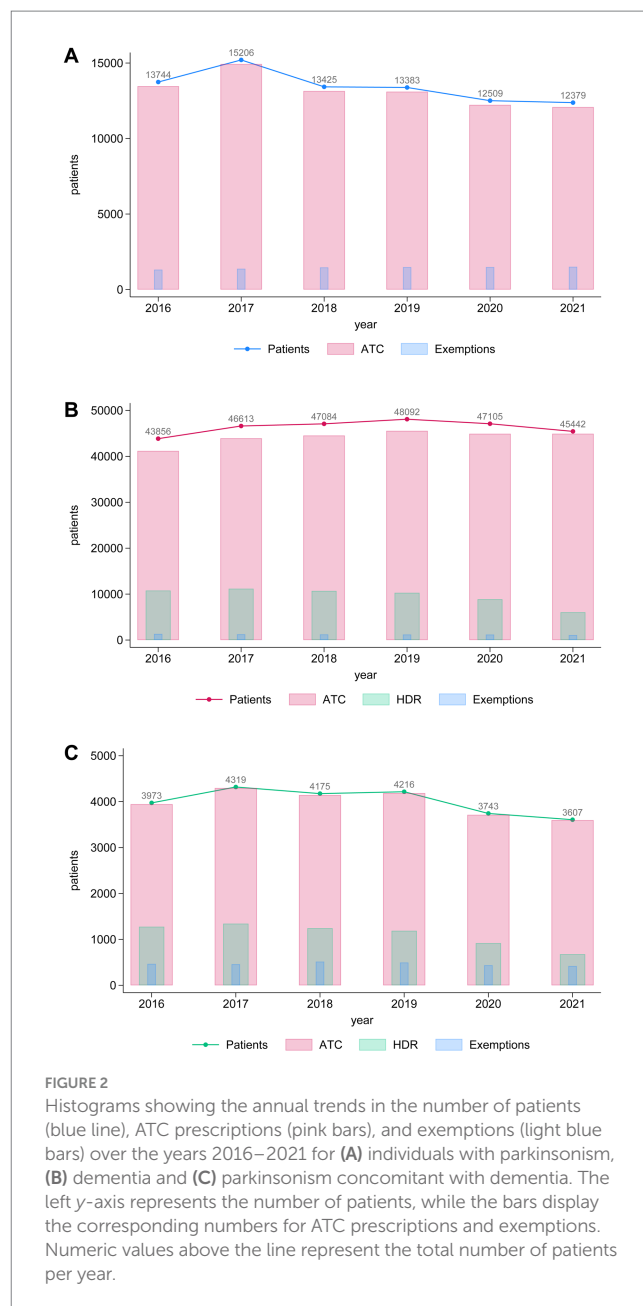 A
15000
10000
5000
0
patients
13744
15206
13425
13383
12509
12379
2016 2017 2018 2019 2020 2021
year
Patients ATC Exemptions
B
50000
40000
30000
20000
10000
0
patients
43856
46613
47084
48092
47105
45442
2016 2017 2018 2019 2020 2021
year
Patients ATC HDR Exemptions
C
5000
4000
3000
2000
1000
0
patients
3973
4319
4175
4216
3743
3607
2016 2017 2018 2019 2020 2021
year
Patients ATC HDR Exemptions
FIGURE 2
Histograms showing the annual trends in the number of patients
(blue line), ATC prescriptions (pink bars), and exemptions (light blue
bars) over the years 2016–2021 for (A) individuals with parkinsonism,
(B) dementia and (C) parkinsonism concomitant with dementia. The
left y-axis represents the number of patients, while the bars display
the corresponding numbers for ATC prescriptions and exemptions.
Numeric values above the line represent the total number of patients
per year.